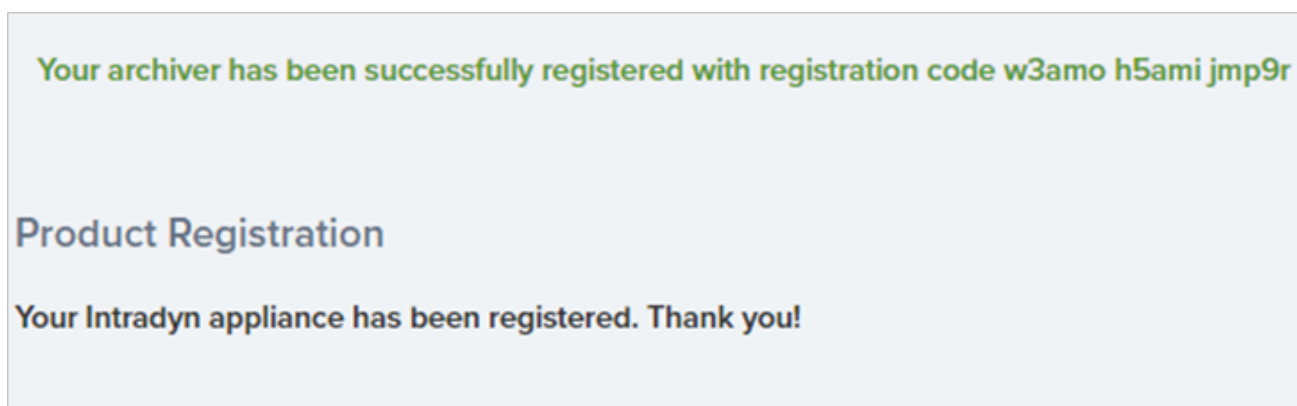 Your archiver has been successfully registered with registration code w3amo h5ami jmp9r
Product Registration
Your Intradyn appliance has been registered. Thank you!